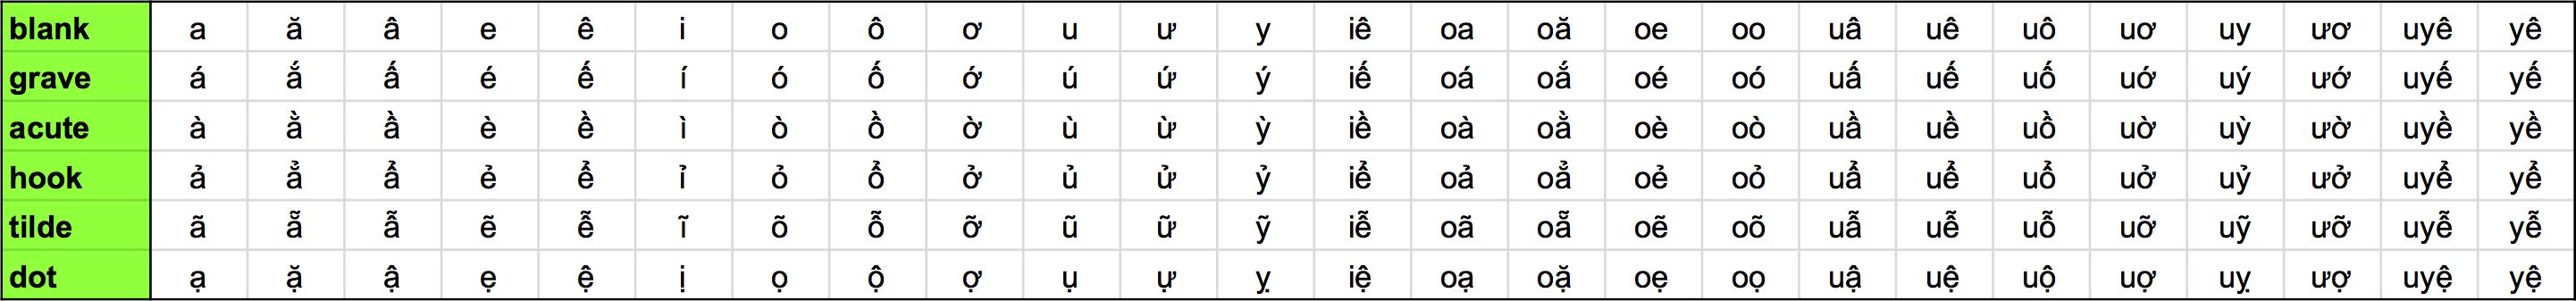 blank a ă â e ê i o ô ơ u ư y iê oa oă oe oo uâ uê uô uơ uy ươ uyê yê
grave á ắ ấ é ế í ó ố ớ ú ứ ý iế oá oắ oé oó uấ uế uố uớ uý ướ uyế yế
acute à ằ ầ è ề ì ò ồ ờ ù ừ ỳ iề oà oằ oè oò uầ uề uồ uờ uỳ ườ uyề yề
hook ả ẳ ẩ ẻ ể ỉ ỏ ổ ở ủ ử ỷ iể oả oẳ oẻ oỏ uẩ uể uổ uở uỷ ưở uyể yể
tilde ã ẵ ẫ ẽ ễ ĩ õ ỗ ỡ ũ ữ ỹ iễ oã oẵ oẽ oõ uẫ uễ uỗ uỡ uỹ ưỡ uyễ yễ
dot ạ ặ ậ ẹ ệ ị ọ ộ ợ ụ ự ỵ iệ oạ oặ oẹ oọ uậ uệ uộ uợ uỵ ượ uyệ yệ